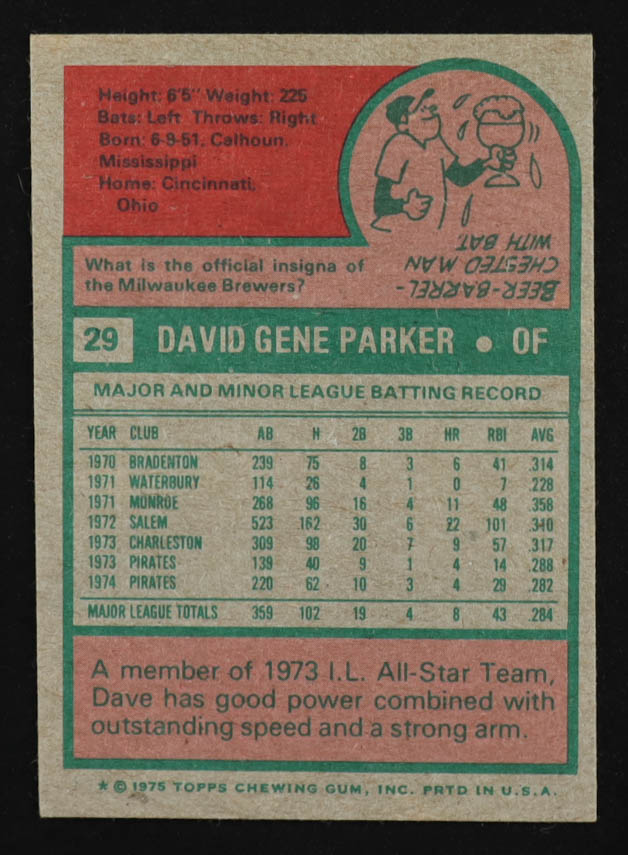 Height: 6'5" Weight: 225
Bats: Left Throws: Right
Born: 6-9-51, Calhoun,
Mississippi
Home: Cincinnati,
Ohio
BEER-BARREL-
CHESTED MAN
WITH BAT
What is the official insigna of
the Milwaukee Brewers?
29 DAVID GENE PARKER • OF
MAJOR AND MINOR LEAGUE BATTING RECORD
YEAR CLUB AB H 2B 3B HR RBI AVG
1970 BRADENTON 239 75 8 3 6 41 .314
1971 WATERBURY 114 26 4 1 0 7 .228
1971 MONROE 268 96 16 4 11 48 .358
1972 SALEM 523 162 30 6 22 101 .310
1973 CHARLESTON 309 98 20 7 9 57 .317
1973 PIRATES 139 40 9 1 4 14 .288
1974 PIRATES 220 62 10 3 4 29 .282
MAJOR LEAGUE TOTALS 359 102 19 4 8 43 .284
A member of 1973 I.L. All-Star Team,
Dave has good power combined with
outstanding speed and a strong arm.
* © 1975 TOPPS CHEWING GUM, INC. PRTD IN U.S.A.